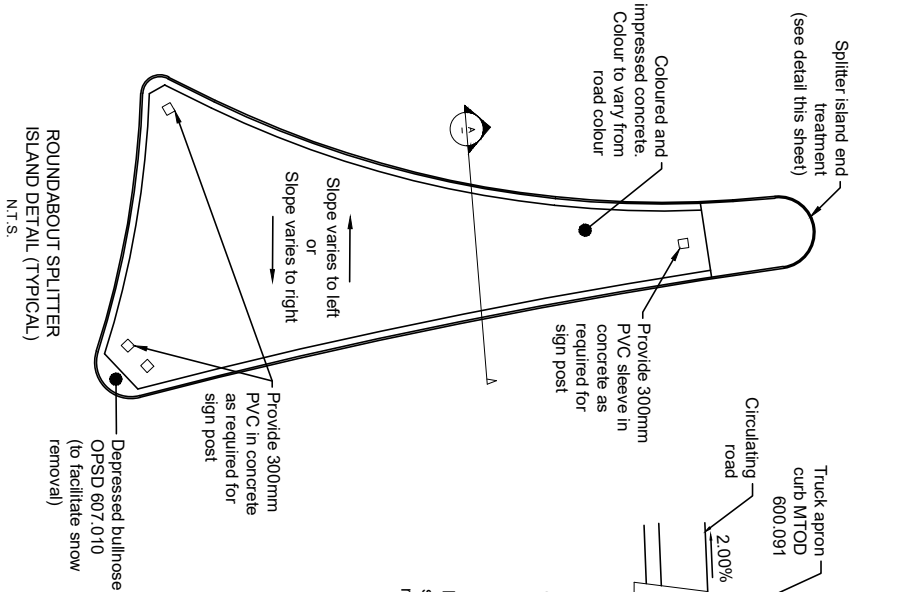 Splitter island end
treatment
(see detail this sheet)
Coloured and
impressed concrete.
Colour to vary from
road colour
A
Slope varies to left
or
Slope varies to right
Provide 300mm
PVC sleeve in
concrete as
required for
sign post
Provide 300mm
PVC in concrete
as required for
sign post
Depressed bullnose
OPSD 607.010
(to facilitate snow
removal)
ROUNDABOUT SPLITTER
ISLAND DETAIL (TYPICAL)
N.T.S.
Truck apron
curb MTOD
600.091
Circulating
road
2.00%